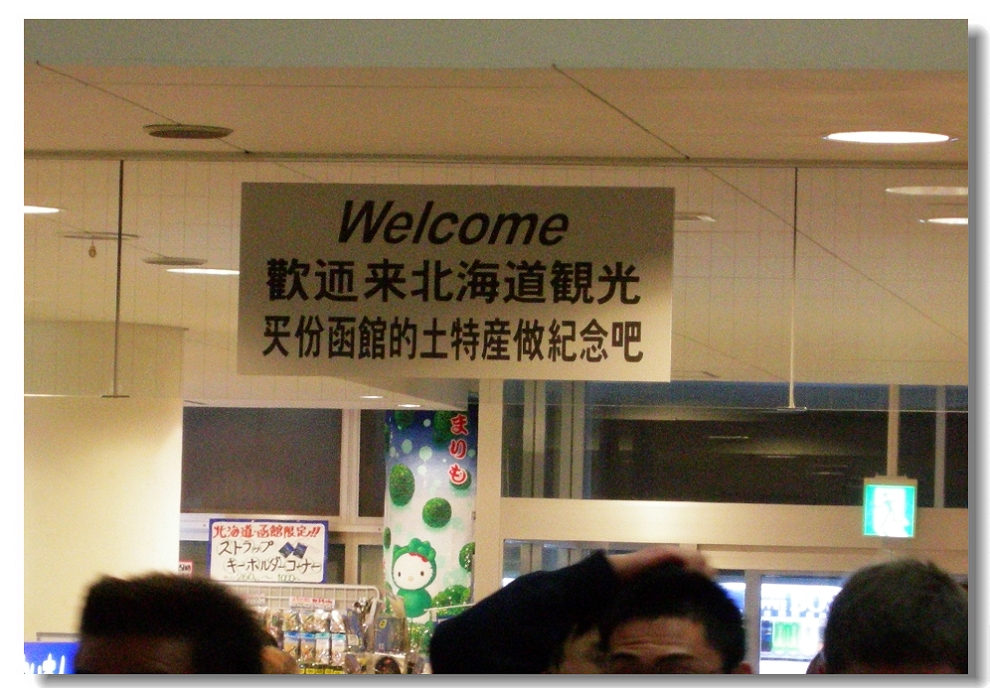 Welcome
歡迊来北海道観光
买份函館的土特産做紀念吧
まりも
北海道・函館限定!!
ストラップ
キーホルダーコーナー